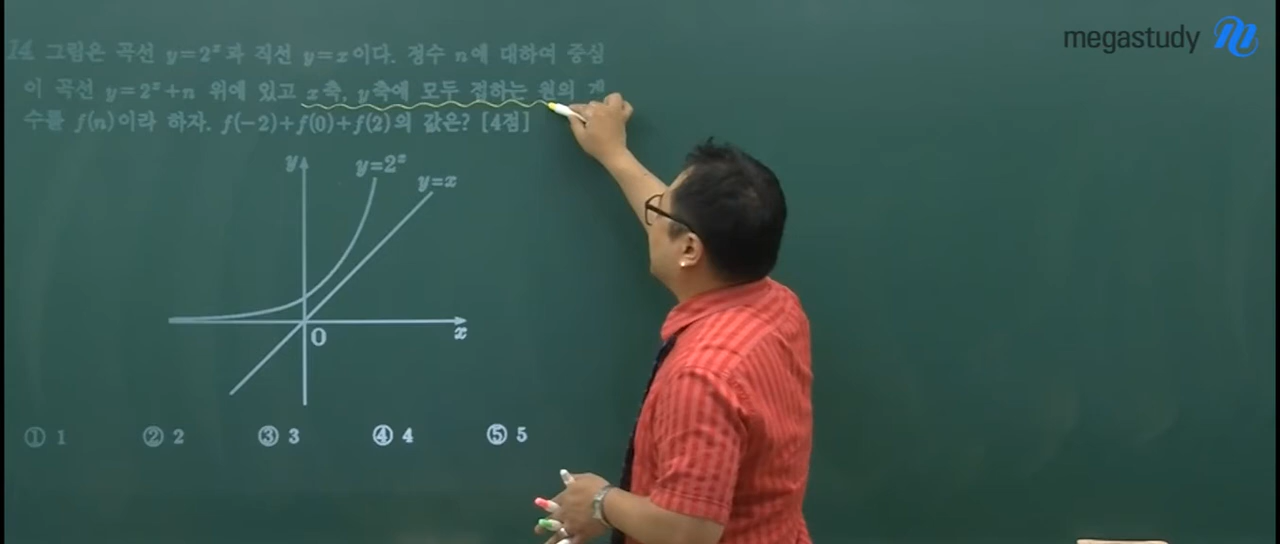 megastudy
14. 그림은 곡선 y=2ˣ과 직선 y=x이다. 정수 n에 대하여 중심
이 곡선 y=2ˣ+n 위에 있고 x축, y축에 모두 접하는 원의 개
수를 f(n)이라 하자. f(-2)+f(0)+f(2)의 값은? [4점]
y
y=2ˣ
y=x
O
x
① 1 ② 2 ③ 3 ④ 4 ⑤ 5